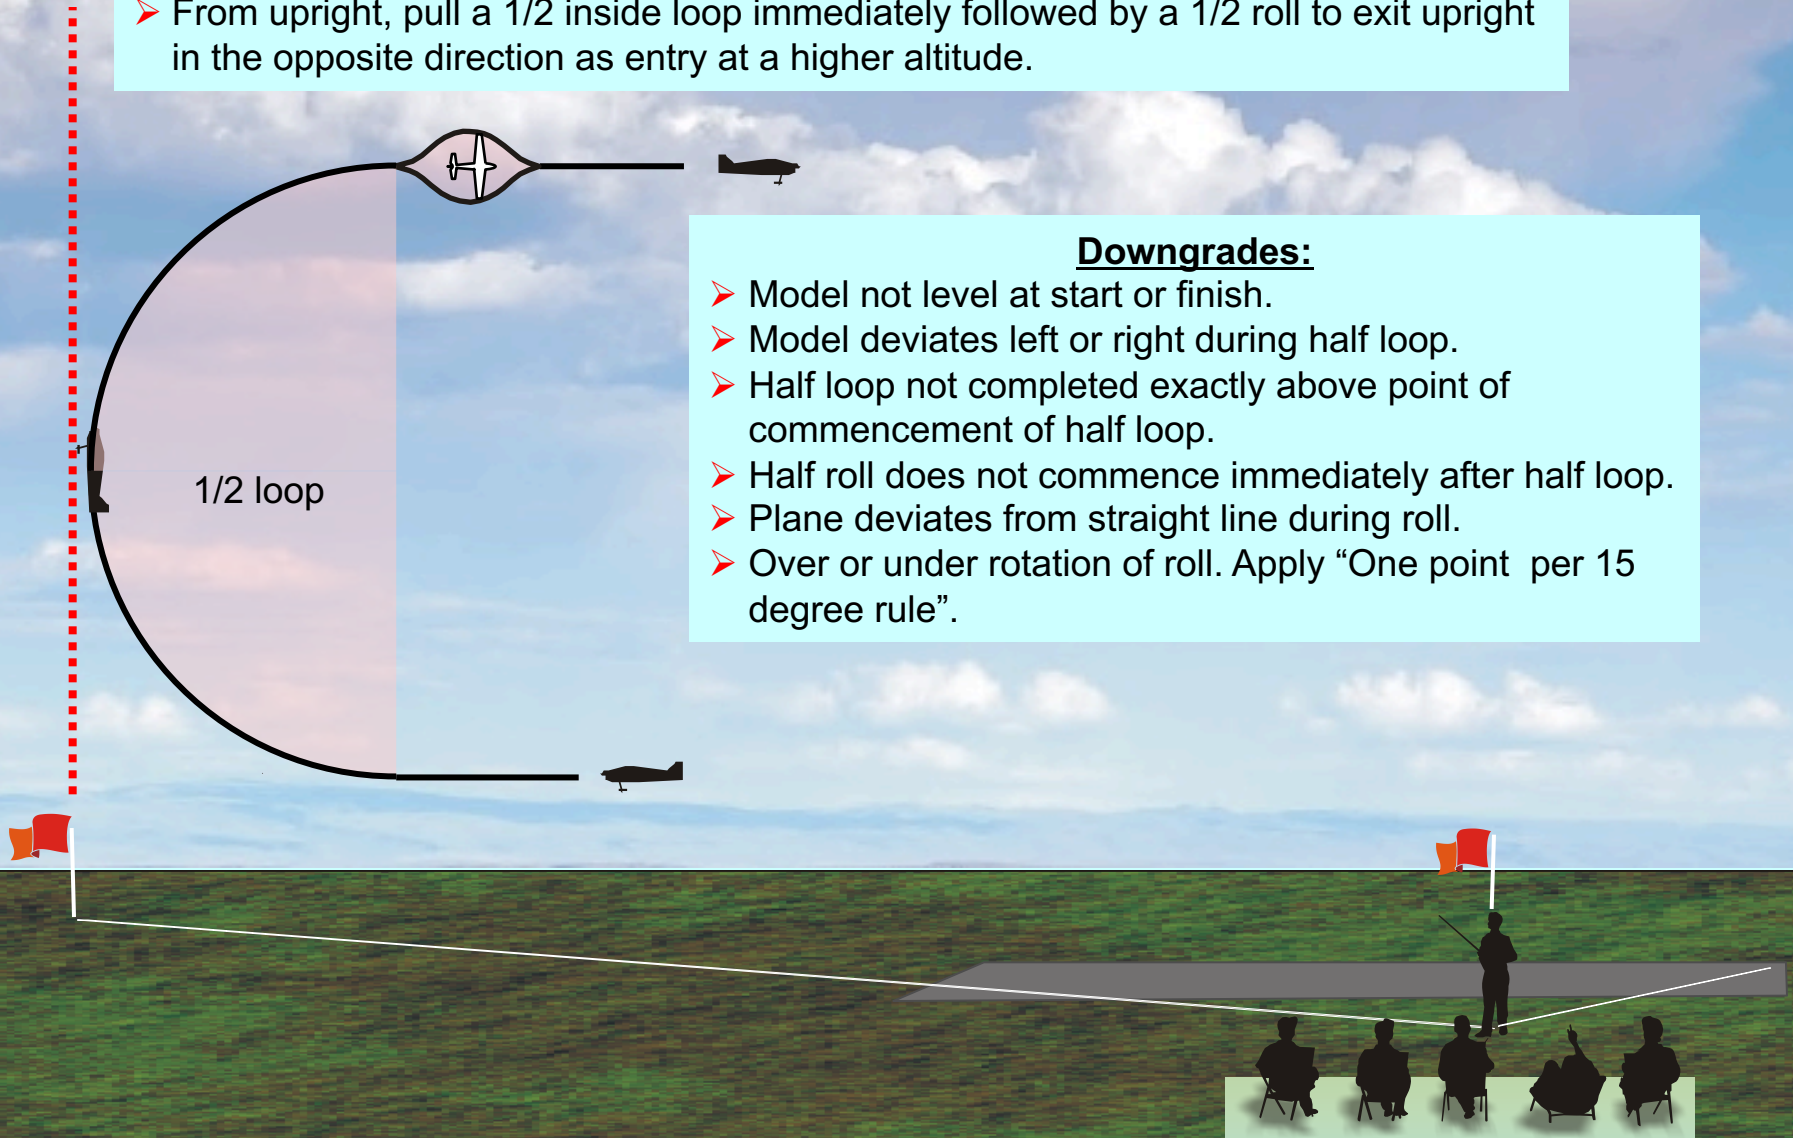 From upright, pull a 1/2 inside loop immediately followed by a 1/2 roll to exit upright
in the opposite direction as entry at a higher altitude.
Downgrades:
Model not level at start or finish.
Model deviates left or right during half loop.
Half loop not completed exactly above point of
commencement of half loop.
1/2 loop
Half roll does not commence immediately after half loop.
Plane deviates from straight line during roll.
Over or under rotation of roll. Apply “One point  per 15
degree rule”.